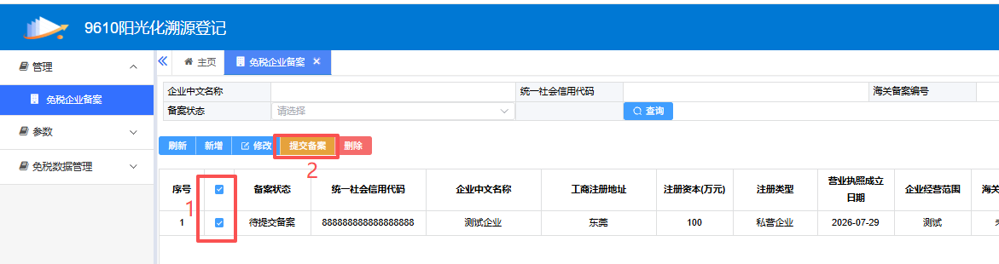 9610阳光化溯源登记
管理
主页
免税企业备案
免税企业备案
参数
免税数据管理
企业中文名称
统一社会信用代码
海关备案编号
备案状态
请选择
查询
刷新
新增
修改
提交备案
删除
1
2
序号 备案状态 统一社会信用代码 企业中文名称 工商注册地址 注册资本(万元) 注册类型 营业执照成立日期 企业经营范围
1 待提交备案 888888888888888888 测试企业 东莞 100 私营企业 2026-07-29 测试